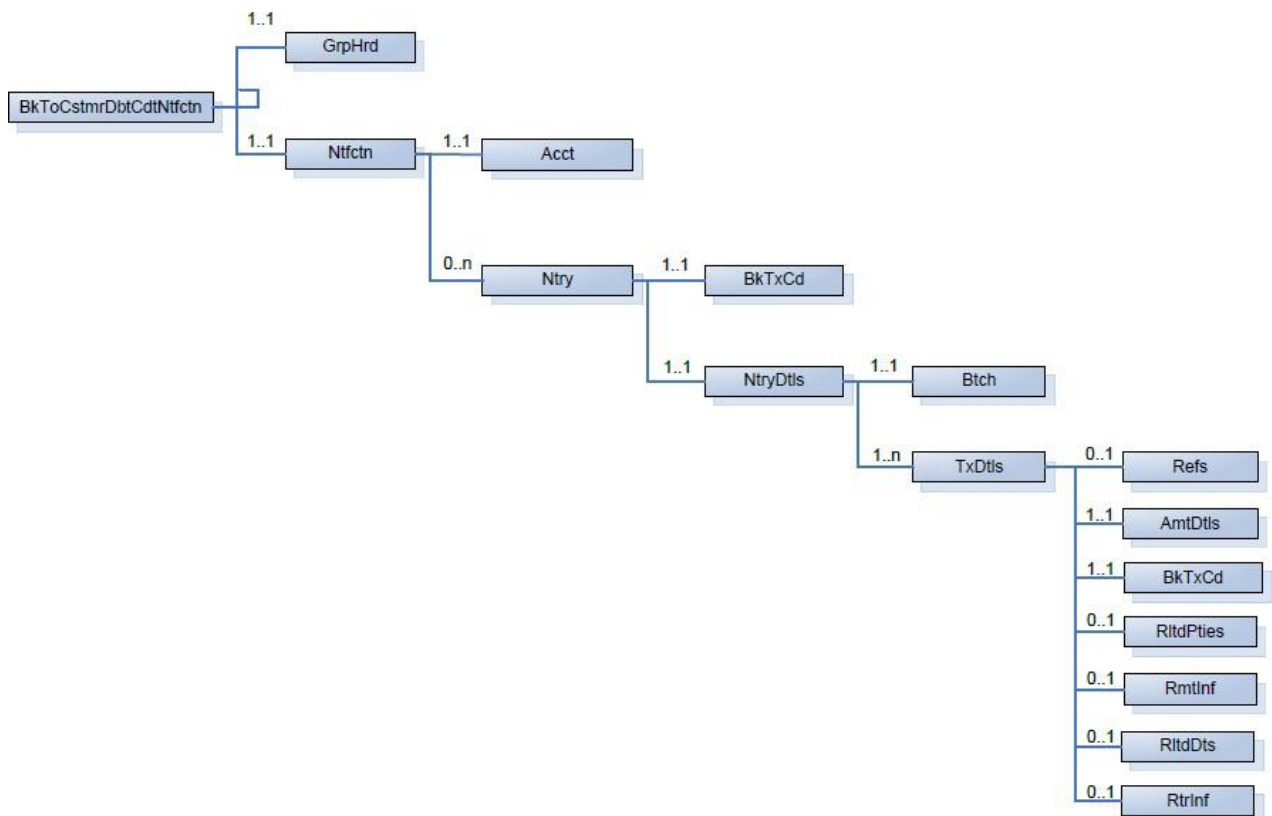 1..1
GrpHrd
BkToCstmrDbtCdtNtfctn
1..1
Ntfctn
1..1
Acct
0..n
Ntry
1..1
BkTxCd
1..1
NtryDtls
1..1
Btch
1..n
TxDtls
0..1
Refs
1..1
AmtDtls
1..1
BkTxCd
0..1
RltdPties
0..1
RmtInf
0..1
RltdDts
0..1
RtrInf